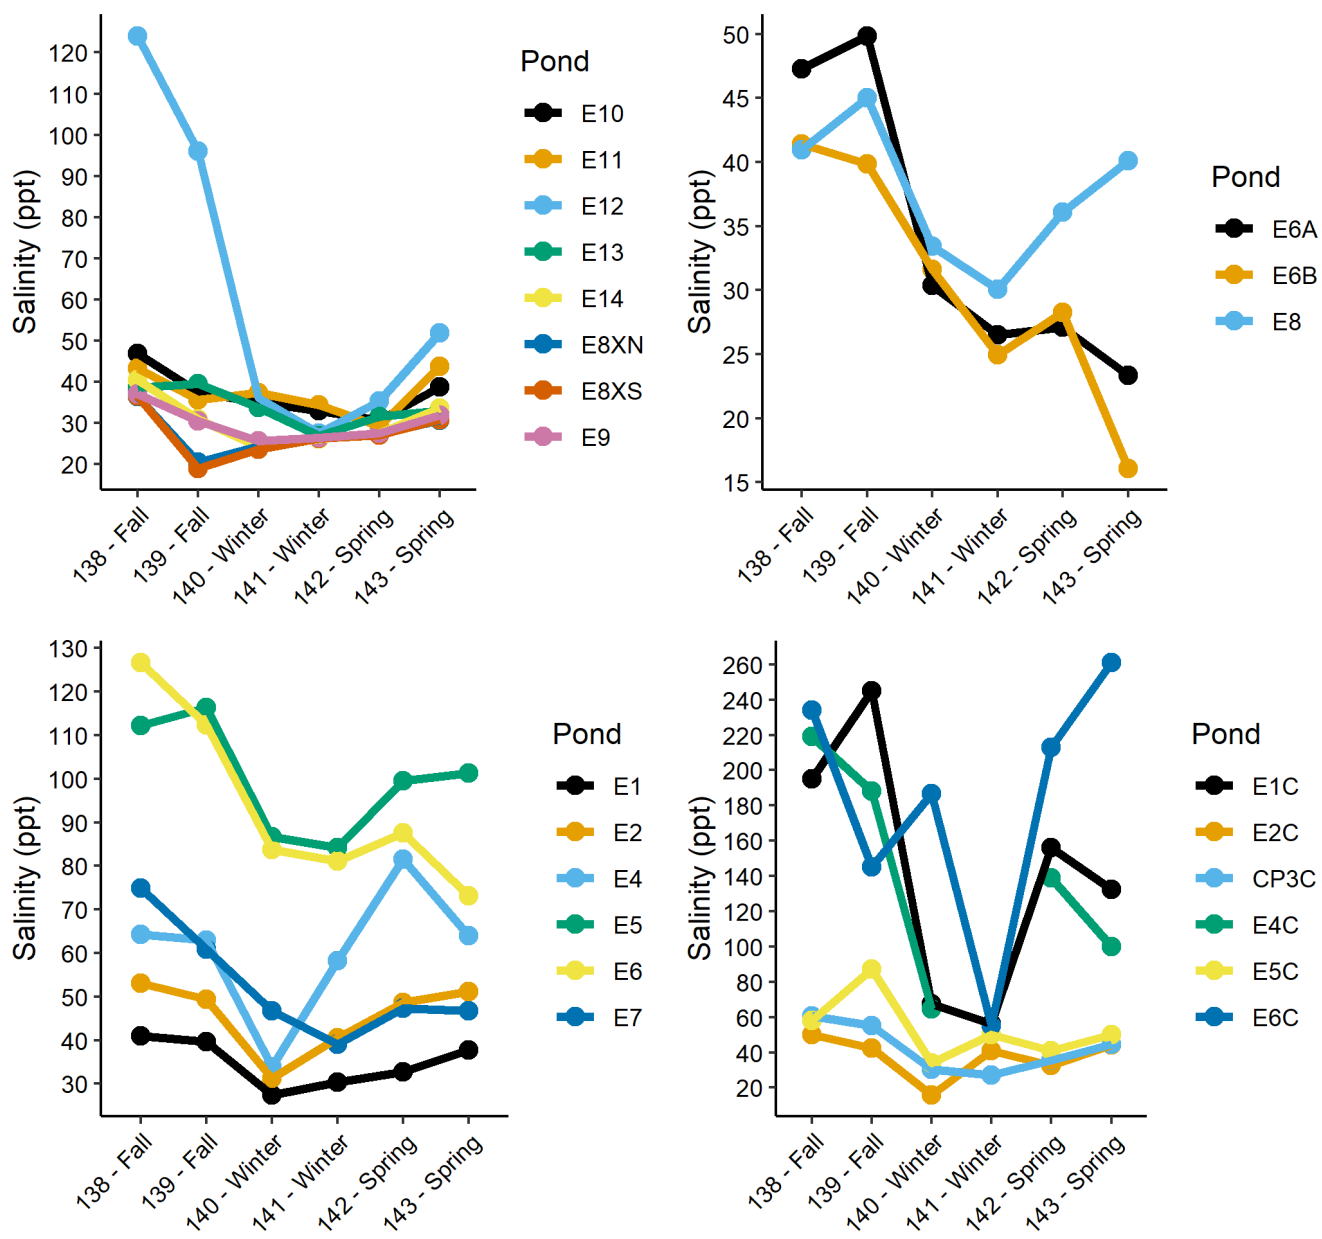 Salinity (ppt)
120
110
100
90
80
70
60
50
40
30
20
138 - Fall
139 - Fall
140 - Winter
141 - Winter
142 - Spring
143 - Spring
Pond
E10
E11
E12
E13
E14
E8XN
E8XS
E9
Salinity (ppt)
50
45
40
35
30
25
20
15
138 - Fall
139 - Fall
140 - Winter
141 - Winter
142 - Spring
143 - Spring
Pond
E6A
E6B
E8
Salinity (ppt)
130
120
110
100
90
80
70
60
50
40
30
138 - Fall
139 - Fall
140 - Winter
141 - Winter
142 - Spring
143 - Spring
Pond
E1
E2
E4
E5
E6
E7
Salinity (ppt)
260
240
220
200
180
160
140
120
100
80
60
40
20
138 - Fall
139 - Fall
140 - Winter
141 - Winter
142 - Spring
143 - Spring
Pond
E1C
E2C
CP3C
E4C
E5C
E6C